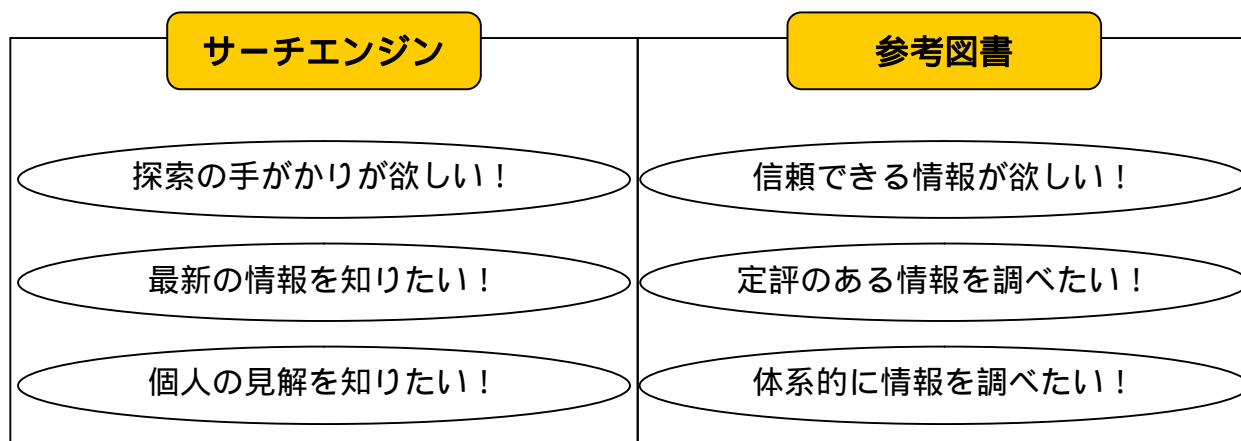 サーチエンジン
探索の手がかりが欲しい！
最新の情報を知りたい！
個人の見解を知りたい！
参考図書
信頼できる情報が欲しい！
定評のある情報を調べたい！
体系的に情報を調べたい！